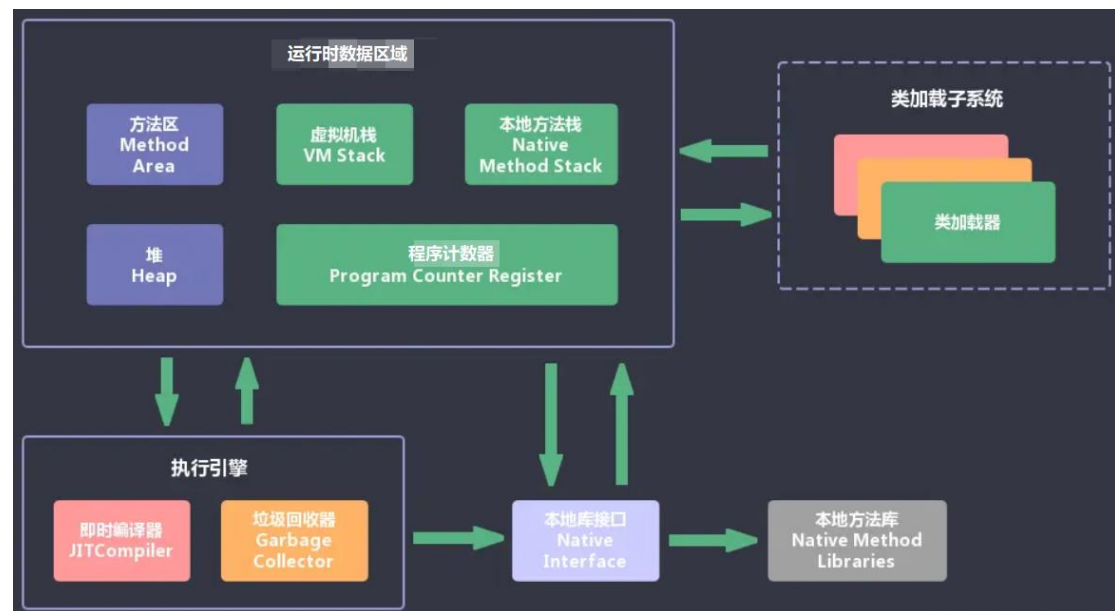 运行时数据区域
方法区
Method
Area
虚拟机栈
VM Stack
本地方法栈
Native
Method Stack
堆
Heap
程序计数器
Program Counter Register
类加载子系统
类加载器
执行引擎
即时编译器
JITCompiler
垃圾回收器
Garbage
Collector
本地库接口
Native
Interface
本地方法库
Native Method
Libraries